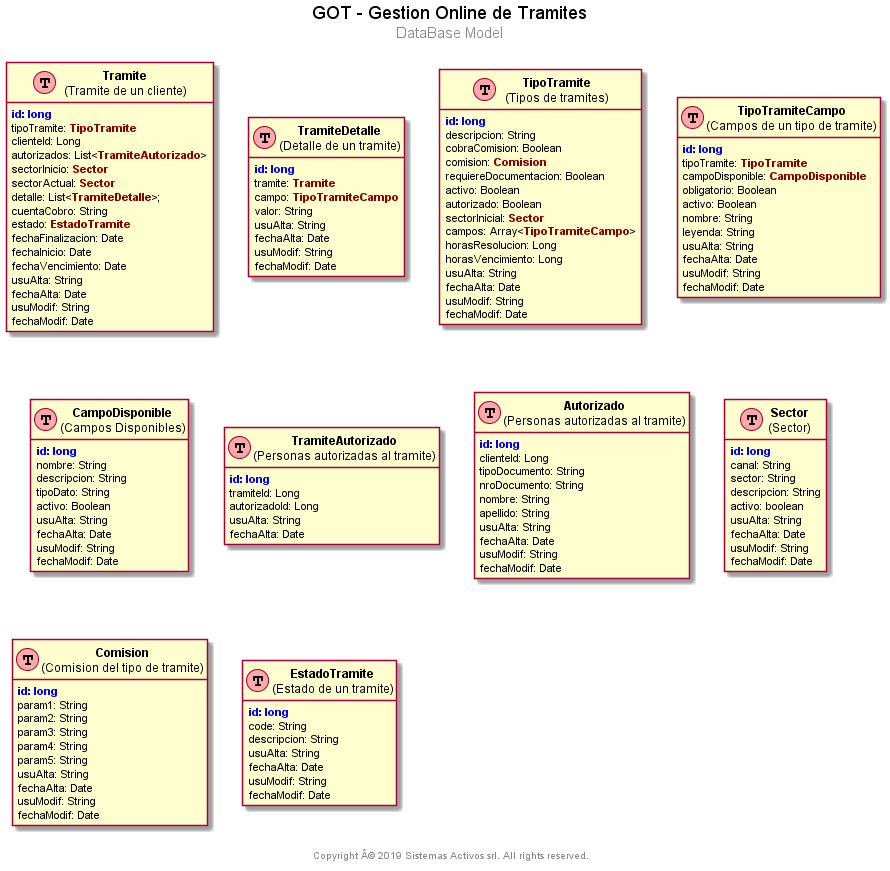 GOT - Gestion Online de Tramites
DataBase Model
T
Tramite
(Tramite de un cliente)
id: long
tipoTramite: TipoTramite
clienteId: Long
autorizados: List<TramiteAutorizado>
sectorInicio: Sector
sectorActual: Sector
detalle: List<TramiteDetalle>;
cuentaCobro: String
estado: EstadoTramite
fechaFinalizacion: Date
fechaInicio: Date
fechaVencimiento: Date
usuAlta: String
fechaAlta: Date
usuModif: String
fechaModif: Date
T
TramiteDetalle
(Detalle de un tramite)
id: long
tramite: Tramite
campo: TipoTramiteCampo
valor: String
usuAlta: String
fechaAlta: Date
usuModif: String
fechaModif: Date
T
TipoTramite
(Tipos de tramites)
id: long
descripcion: String
cobraComision: Boolean
comision: Comision
requiereDocumentacion: Boolean
activo: Boolean
autorizado: Boolean
sectorInicial: Sector
campos: Array<TipoTramiteCampo>
horasResolucion: Long
horasVencimiento: Long
usuAlta: String
fechaAlta: Date
usuModif: String
fechaModif: Date
T
TipoTramiteCampo
(Campos de un tipo de tramite)
id: long
tipoTramite: TipoTramite
campoDisponible: CampoDisponible
obligatorio: Boolean
activo: Boolean
nombre: String
leyenda: String
usuAlta: String
fechaAlta: Date
usuModif: String
fechaModif: Date
T
CampoDisponible
(Campos Disponibles)
id: long
nombre: String
descripcion: String
tipoDato: String
activo: Boolean
usuAlta: String
fechaAlta: Date
usuModif: String
fechaModif: Date
T
TramiteAutorizado
(Personas autorizadas al tramite)
id: long
tramiteId: Long
autorizadoId: Long
usuAlta: String
fechaAlta: Date
T
Autorizado
(Personas autorizadas al tramite)
id: long
clienteId: Long
tipoDocumento: String
nroDocumento: String
nombre: String
apellido: String
usuAlta: String
fechaAlta: Date
usuModif: String
fechaModif: Date
T
Sector
(Sector)
id: long
canal: String
sector: String
descripcion: String
activo: boolean
usuAlta: String
fechaAlta: Date
usuModif: String
fechaModif: Date
T
Comision
(Comision del tipo de tramite)
id: long
param1: String
param2: String
param3: String
param4: String
param5: String
usuAlta: String
fechaAlta: Date
usuModif: String
fechaModif: Date
T
EstadoTramite
(Estado de un tramite)
id: long
code: String
descripcion: String
usuAlta: String
fechaAlta: Date
usuModif: String
fechaModif: Date
Copyright Â© 2019 Sistemas Activos srl. All rights reserved.